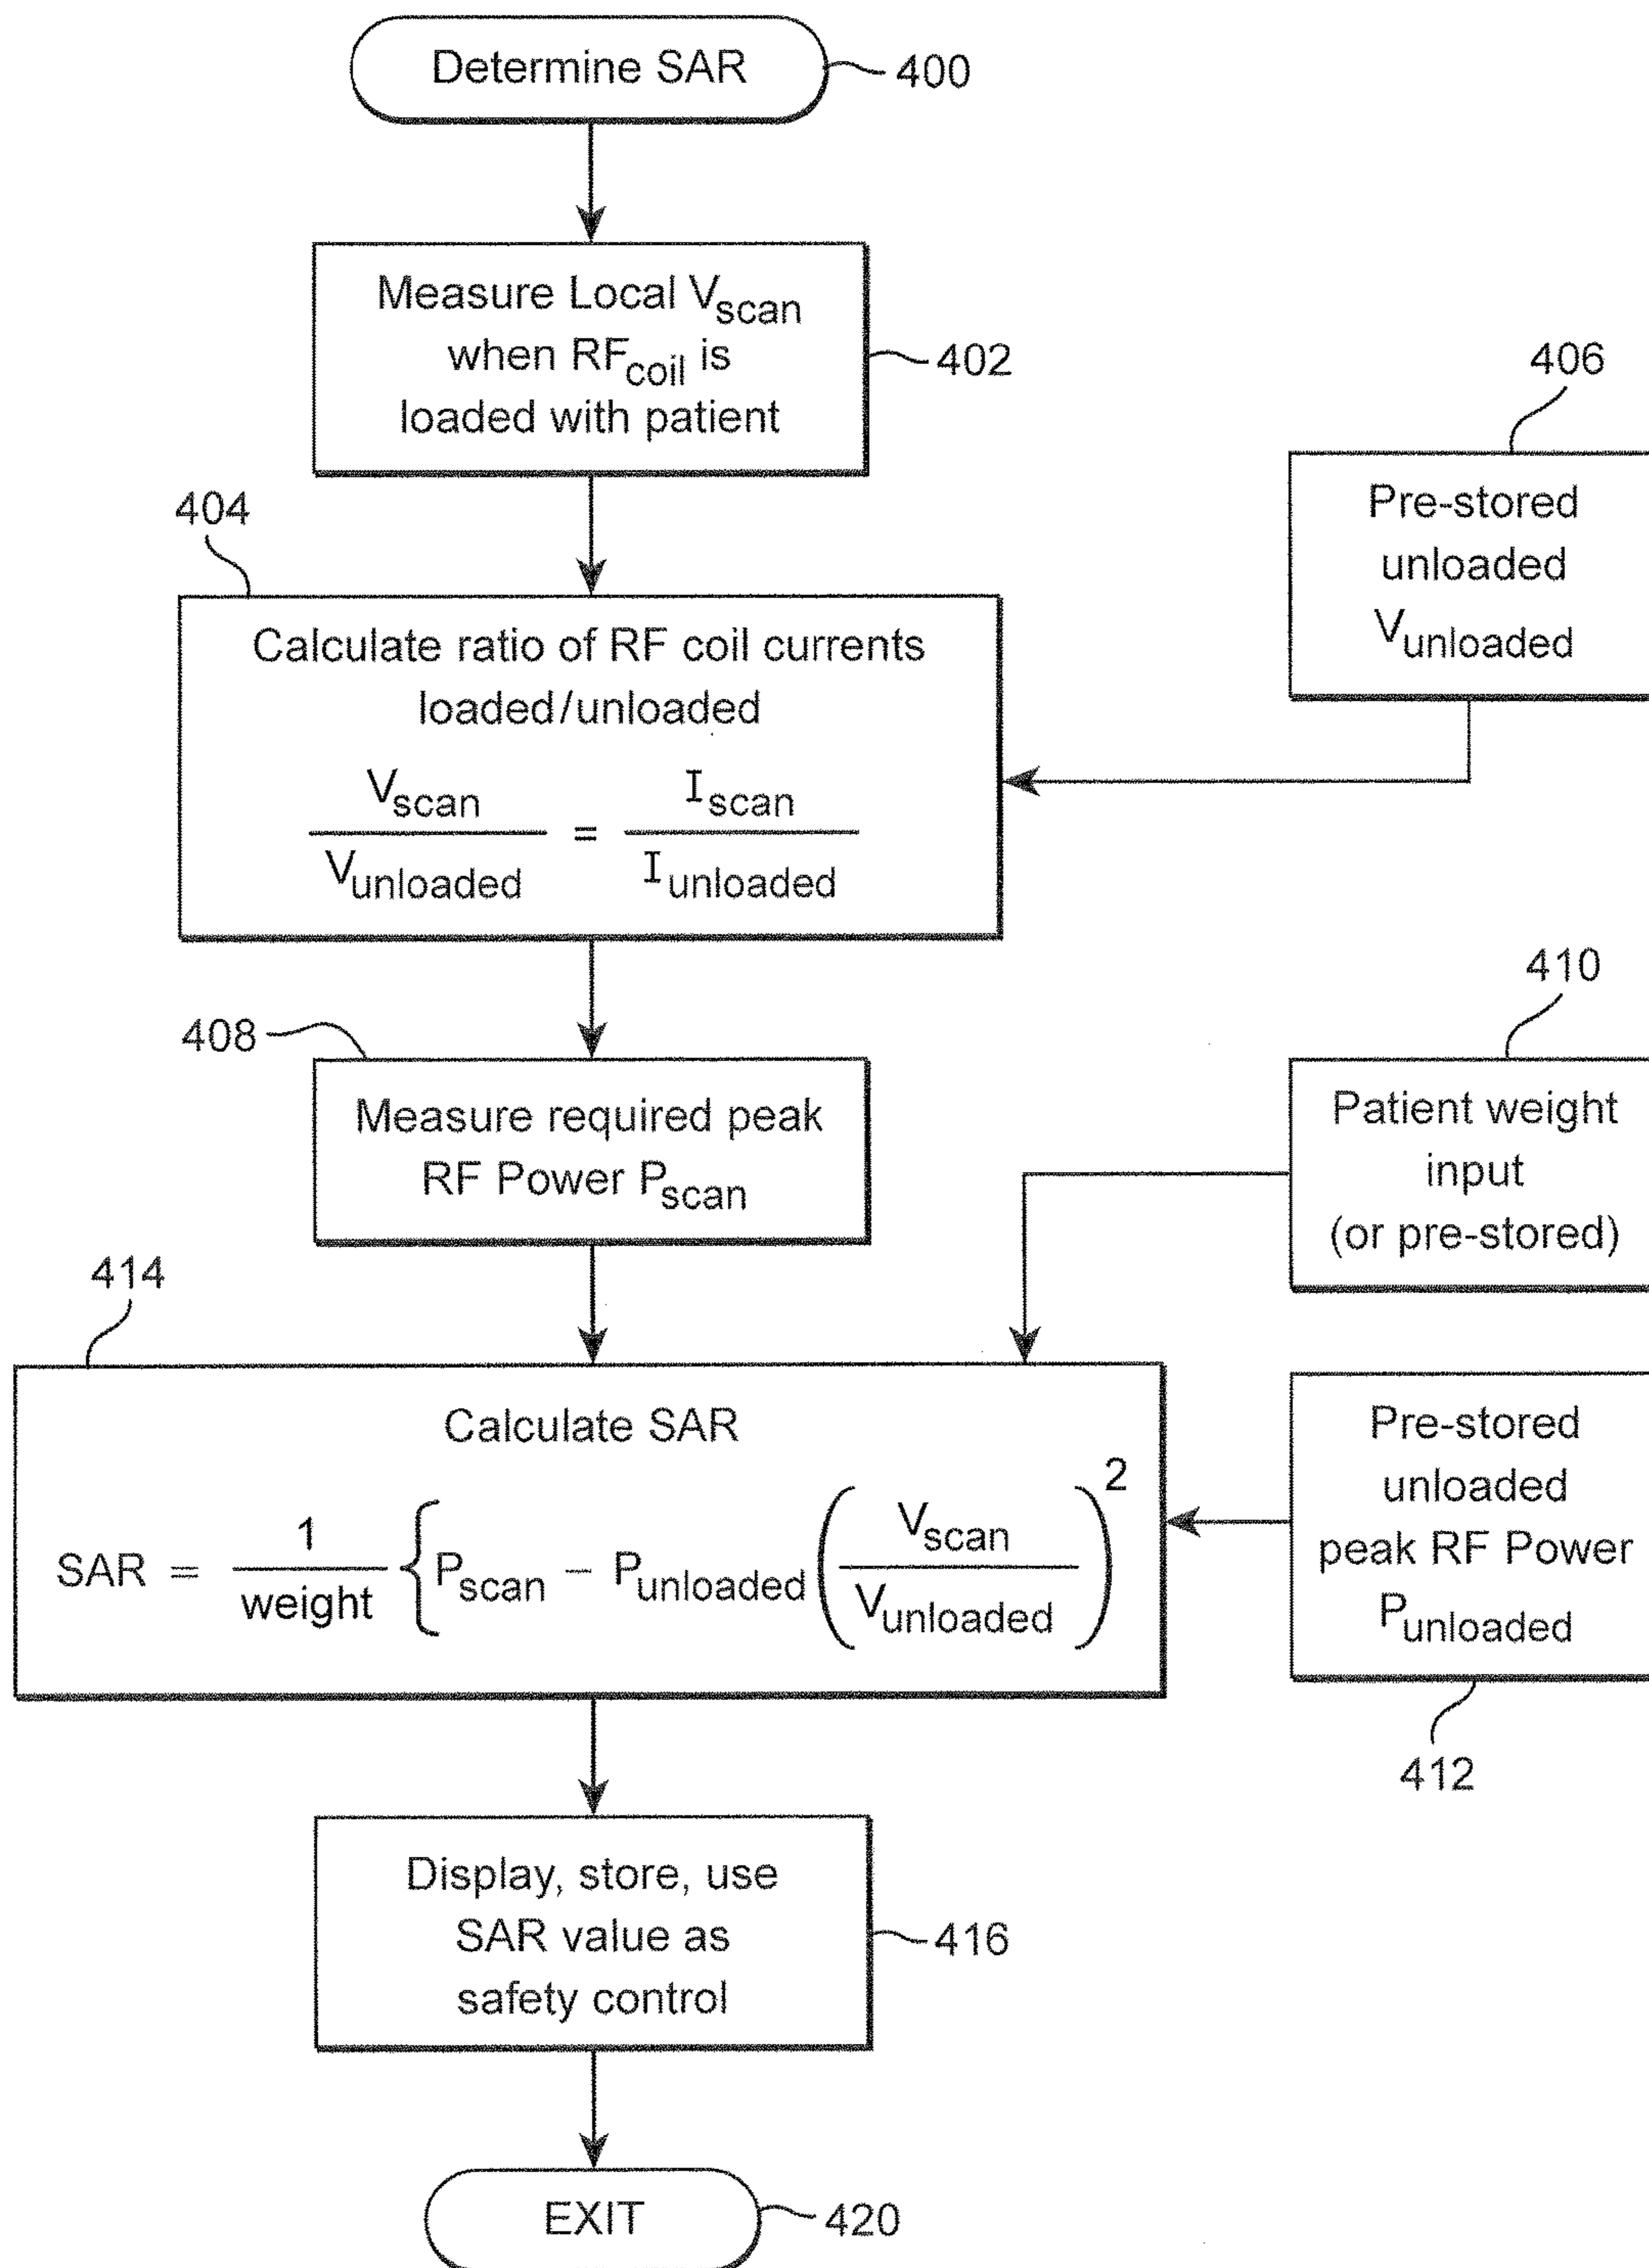 Determine SAR
400
Measure Local Vscan
when RFcoil is
loaded with patient
402
406
Pre-stored
unloaded
Vunloaded
404
Calculate ratio of RF coil currents
loaded/unloaded
Vscan / Vunloaded = Iscan / Iunloaded
408
Measure required peak
RF Power Pscan
410
Patient weight
input
(or pre-stored)
414
Calculate SAR
SAR = 1 / weight { Pscan – Punloaded ( Vscan / Vunloaded )2
Pre-stored
unloaded
peak RF Power
Punloaded
412
Display, store, use
SAR value as
safety control
416
EXIT
420